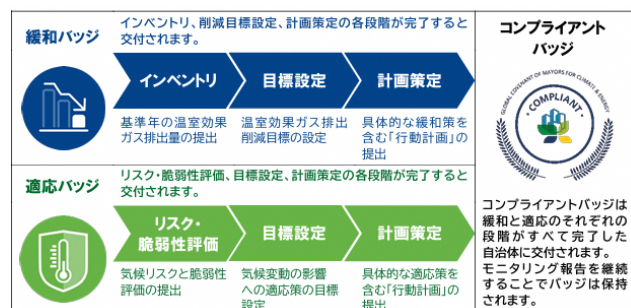 緩和バッジ
インベントリ、削減目標設定、計画策定の各段階が完了すると
交付されます。
インベントリ
目標設定
計画策定
基準年の温室効果
ガス排出量の提出
温室効果ガス排出
削減目標の設定
具体的な緩和策を
含む「行動計画」の
提出
適応バッジ
リスク・脆弱性評価、目標設定、計画策定の各段階が完了すると
交付されます。
リスク・
脆弱性評価
目標設定
計画策定
気候リスクと脆弱性
評価の提出
気候変動の影響
への適応策の目標
設定
具体的な適応策を
含む「行動計画」の
提出
コンプライアント
バッジ
GLOBAL COVENANT OF MAYORS FOR CLIMATE & ENERGY
COMPLIANT
コンプライアントバッジは
緩和と適応のそれぞれの
段階がすべて完了した
自治体に交付されます。
モニタリング報告を継続
することでバッジは保持
されます。